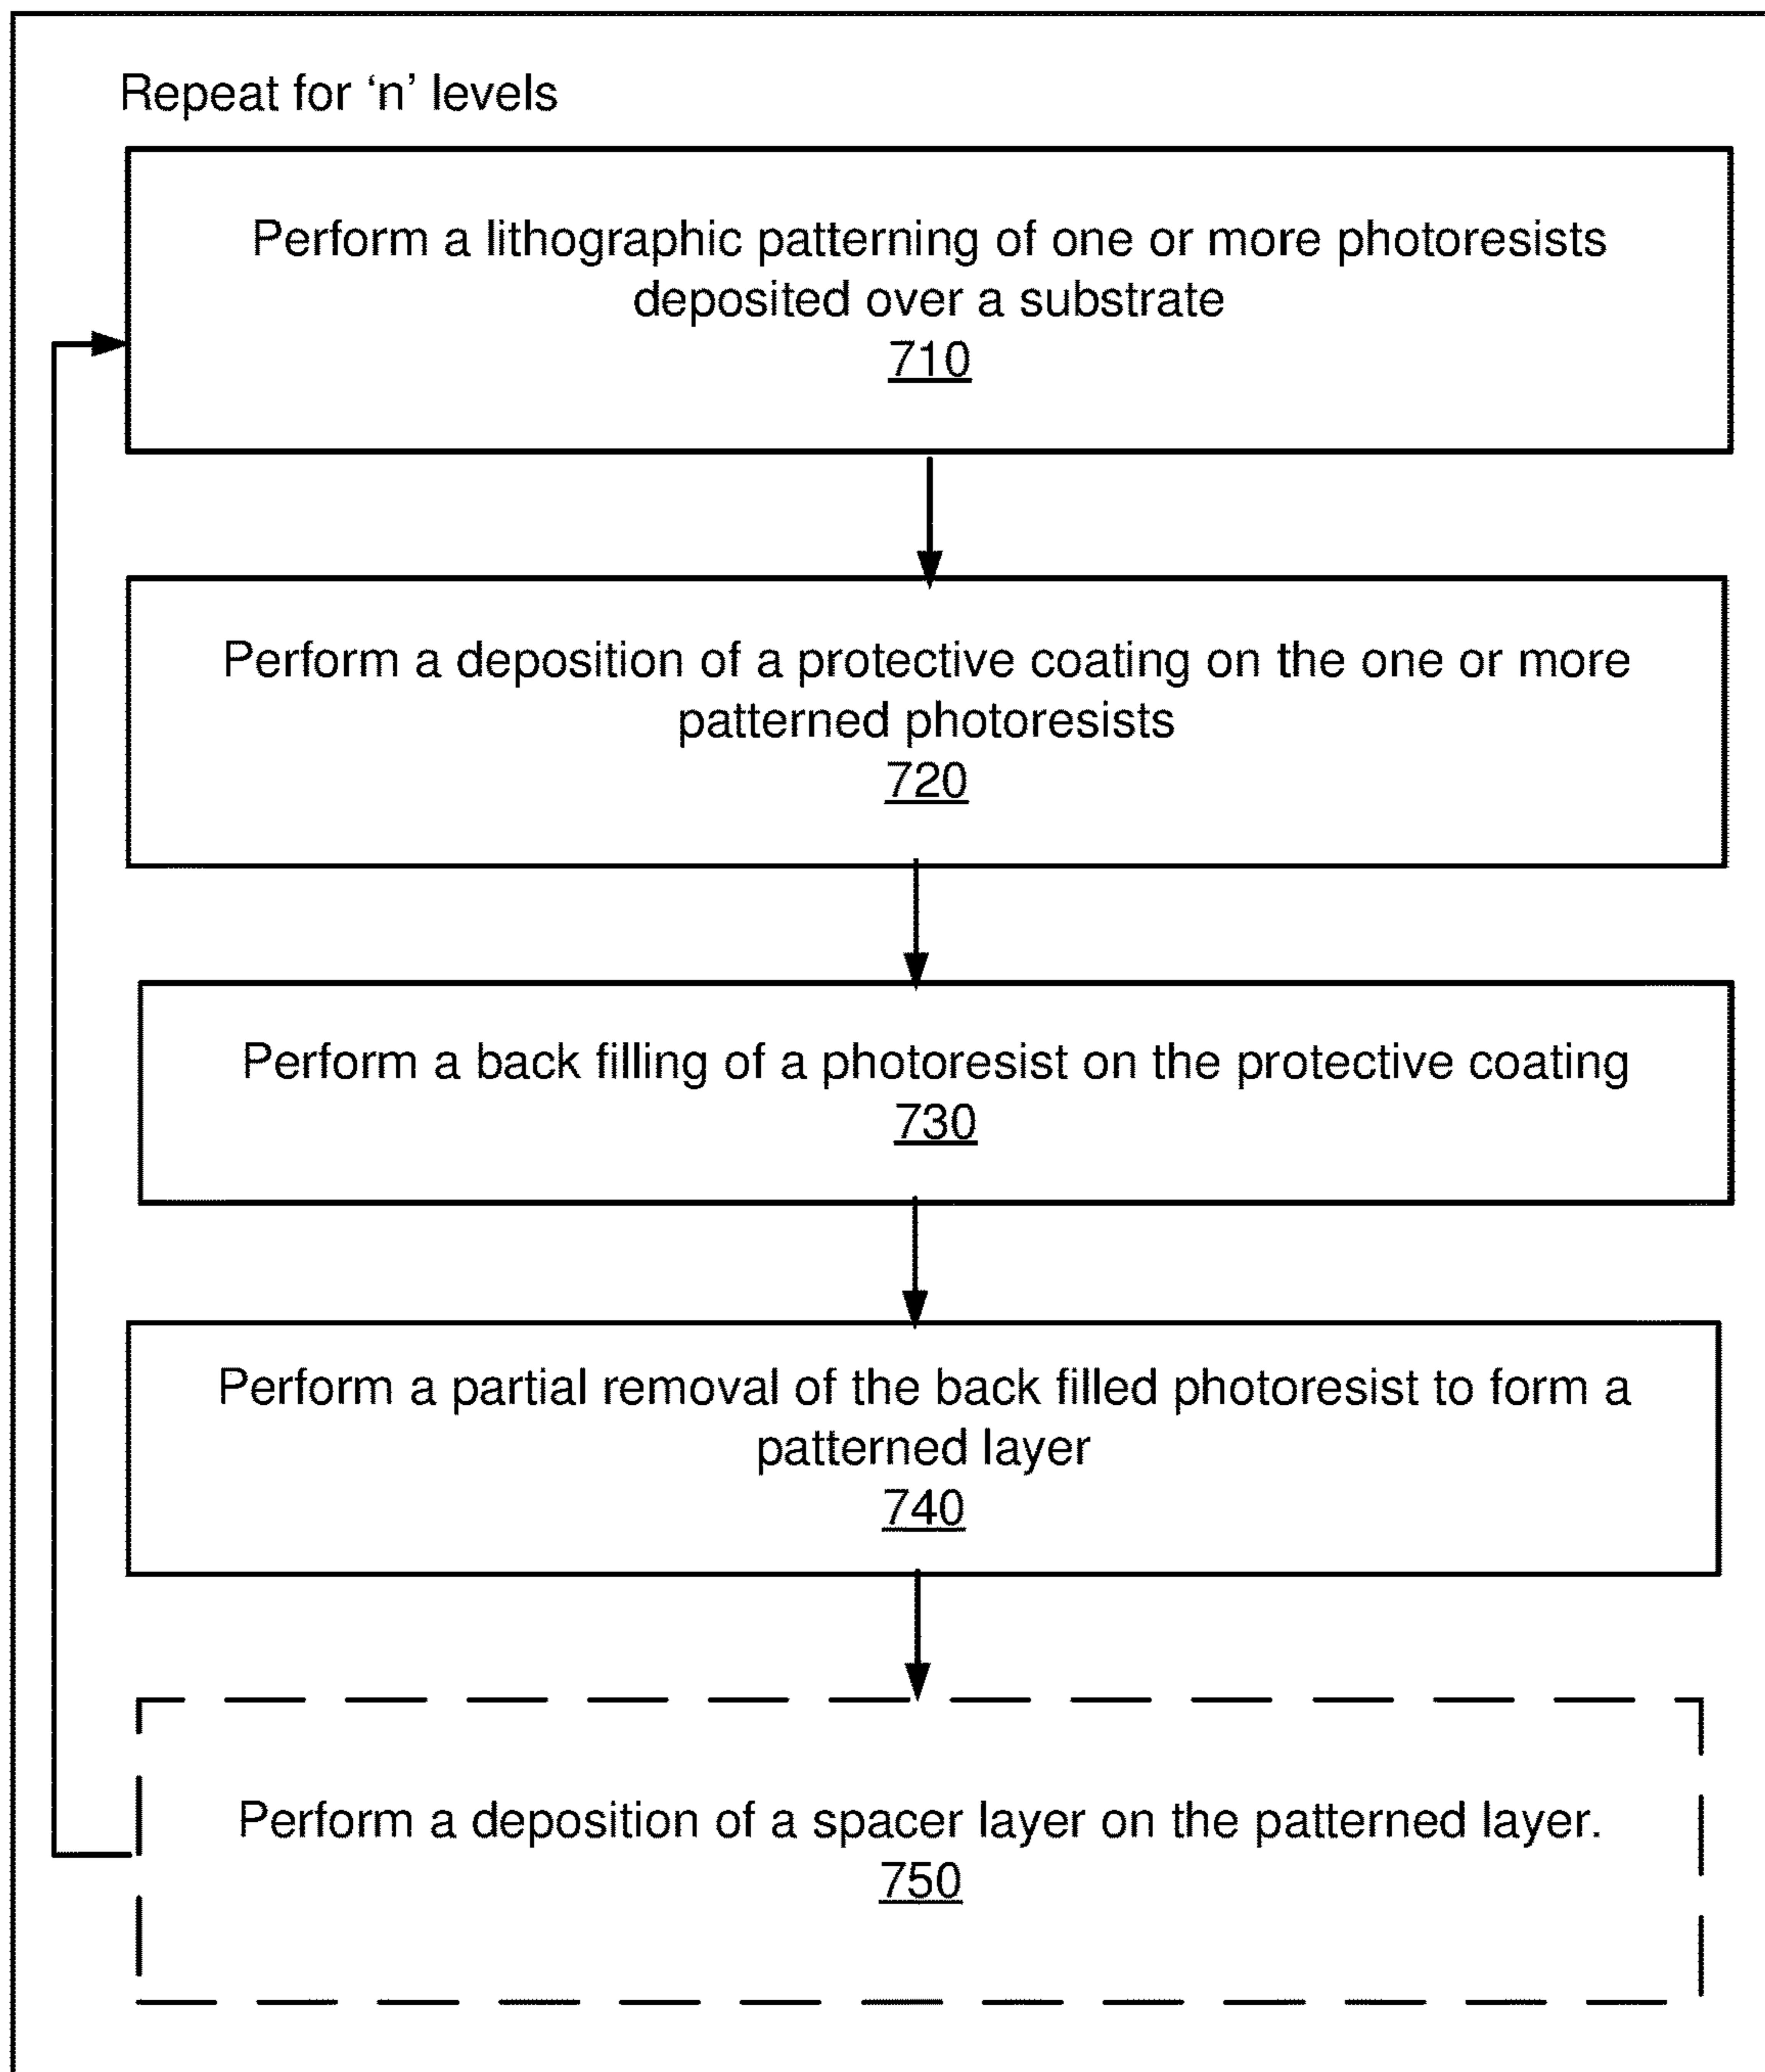 Repeat for ‘n’ levels
Perform a lithographic patterning of one or more photoresists
deposited over a substrate
710
Perform a deposition of a protective coating on the one or more
patterned photoresists
720
Perform a back filling of a photoresist on the protective coating
730
Perform a partial removal of the back filled photoresist to form a
patterned layer
740
Perform a deposition of a spacer layer on the patterned layer.
750